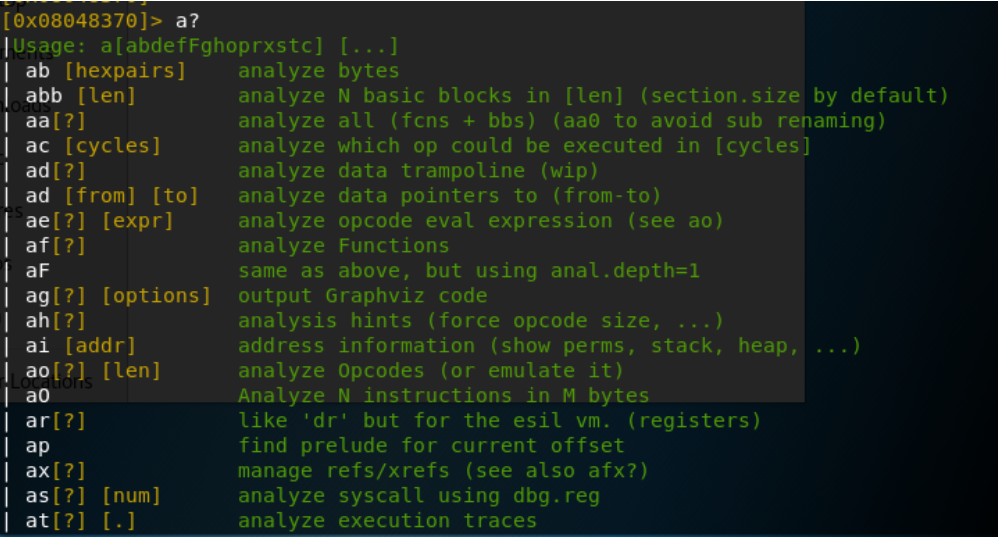 [0x08048370]> a?
|Usage: a[abdefFghoprxstc] [...]
| ab [hexpairs]    analyze bytes
| abb [len]        analyze N basic blocks in [len] (section.size by default)
| aa[?]            analyze all (fcns + bbs) (aa0 to avoid sub renaming)
| ac [cycles]      analyze which op could be executed in [cycles]
| ad[?]            analyze data trampoline (wip)
| ad [from] [to]   analyze data pointers to (from-to)
| ae[?] [expr]     analyze opcode eval expression (see ao)
| af[?]            analyze Functions
| aF               same as above, but using anal.depth=1
| ag[?] [options]  output Graphviz code
| ah[?]            analysis hints (force opcode size, ...)
| ai [addr]        address information (show perms, stack, heap, ...)
| ao[?] [len]      analyze Opcodes (or emulate it)
Locations
| aO               Analyze N instructions in M bytes
| ar[?]            like 'dr' but for the esil vm. (registers)
| ap               find prelude for current offset
| ax[?]            manage refs/xrefs (see also afx?)
| as[?] [num]      analyze syscall using dbg.reg
| at[?] [.]        analyze execution traces